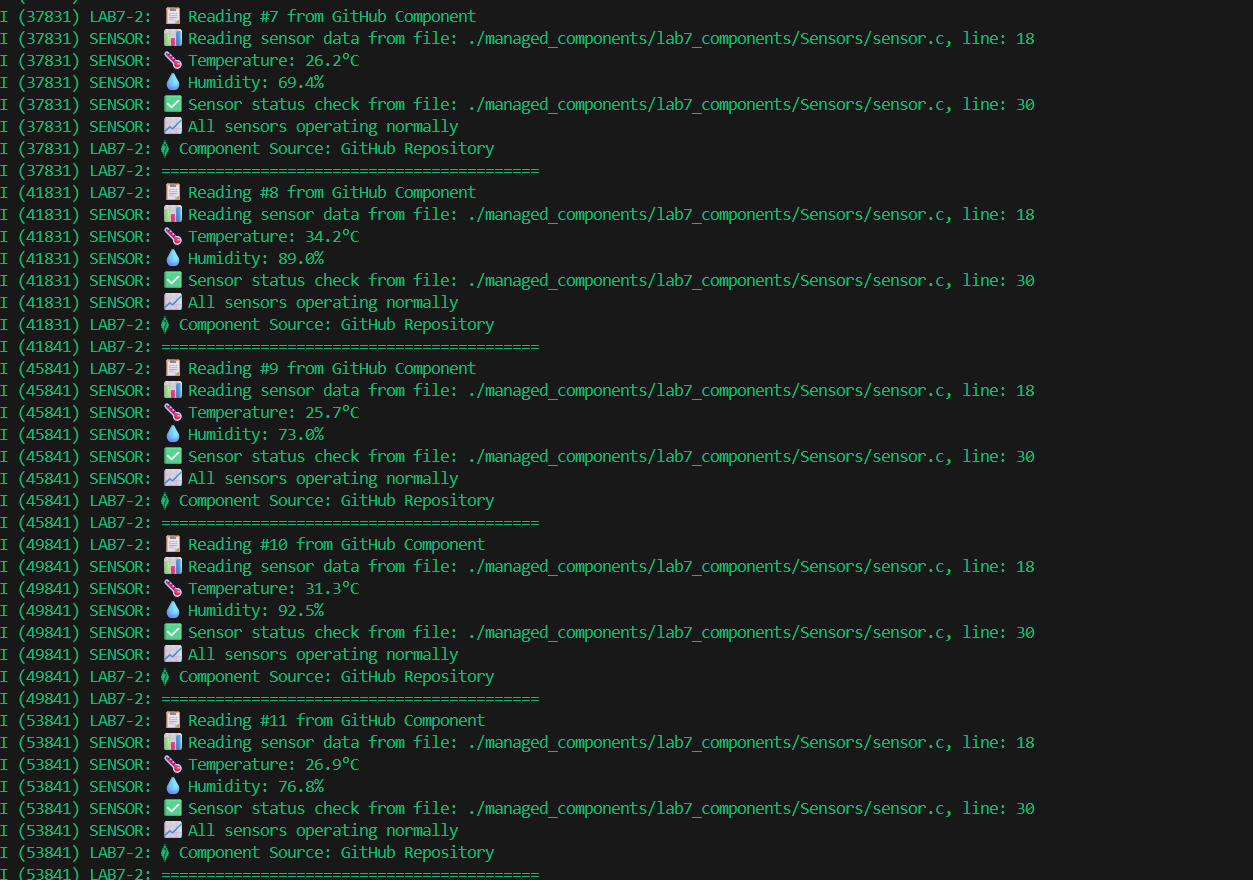 I (37831) LAB7-2: 📋 Reading #7 from GitHub Component
I (37831) SENSOR: 📊 Reading sensor data from file: ./managed_components/lab7_components/Sensors/sensor.c, line: 18
I (37831) SENSOR: 🌡️ Temperature: 26.2°C
I (37831) SENSOR: 💧 Humidity: 69.4%
I (37831) SENSOR: ✅ Sensor status check from file: ./managed_components/lab7_components/Sensors/sensor.c, line: 30
I (37831) SENSOR: 📈 All sensors operating normally
I (37831) LAB7-2: Component Source: GitHub Repository
I (37831) LAB7-2: ==========================================
I (41831) LAB7-2: 📋 Reading #8 from GitHub Component
I (41831) SENSOR: 📊 Reading sensor data from file: ./managed_components/lab7_components/Sensors/sensor.c, line: 18
I (41831) SENSOR: 🌡️ Temperature: 34.2°C
I (41831) SENSOR: 💧 Humidity: 89.0%
I (41831) SENSOR: ✅ Sensor status check from file: ./managed_components/lab7_components/Sensors/sensor.c, line: 30
I (41831) SENSOR: 📈 All sensors operating normally
I (41831) LAB7-2: Component Source: GitHub Repository
I (41841) LAB7-2: ==========================================
I (45841) LAB7-2: 📋 Reading #9 from GitHub Component
I (45841) SENSOR: 📊 Reading sensor data from file: ./managed_components/lab7_components/Sensors/sensor.c, line: 18
I (45841) SENSOR: 🌡️ Temperature: 25.7°C
I (45841) SENSOR: 💧 Humidity: 73.0%
I (45841) SENSOR: ✅ Sensor status check from file: ./managed_components/lab7_components/Sensors/sensor.c, line: 30
I (45841) SENSOR: 📈 All sensors operating normally
I (45841) LAB7-2: Component Source: GitHub Repository
I (45841) LAB7-2: ==========================================
I (49841) LAB7-2: 📋 Reading #10 from GitHub Component
I (49841) SENSOR: 📊 Reading sensor data from file: ./managed_components/lab7_components/Sensors/sensor.c, line: 18
I (49841) SENSOR: 🌡️ Temperature: 31.3°C
I (49841) SENSOR: 💧 Humidity: 92.5%
I (49841) SENSOR: ✅ Sensor status check from file: ./managed_components/lab7_components/Sensors/sensor.c, line: 30
I (49841) SENSOR: 📈 All sensors operating normally
I (49841) LAB7-2: Component Source: GitHub Repository
I (49841) LAB7-2: ==========================================
I (53841) LAB7-2: 📋 Reading #11 from GitHub Component
I (53841) SENSOR: 📊 Reading sensor data from file: ./managed_components/lab7_components/Sensors/sensor.c, line: 18
I (53841) SENSOR: 🌡️ Temperature: 26.9°C
I (53841) SENSOR: 💧 Humidity: 76.8%
I (53841) SENSOR: ✅ Sensor status check from file: ./managed_components/lab7_components/Sensors/sensor.c, line: 30
I (53841) SENSOR: 📈 All sensors operating normally
I (53841) LAB7-2: Component Source: GitHub Repository
I (53841) LAB7-2: ==========================================